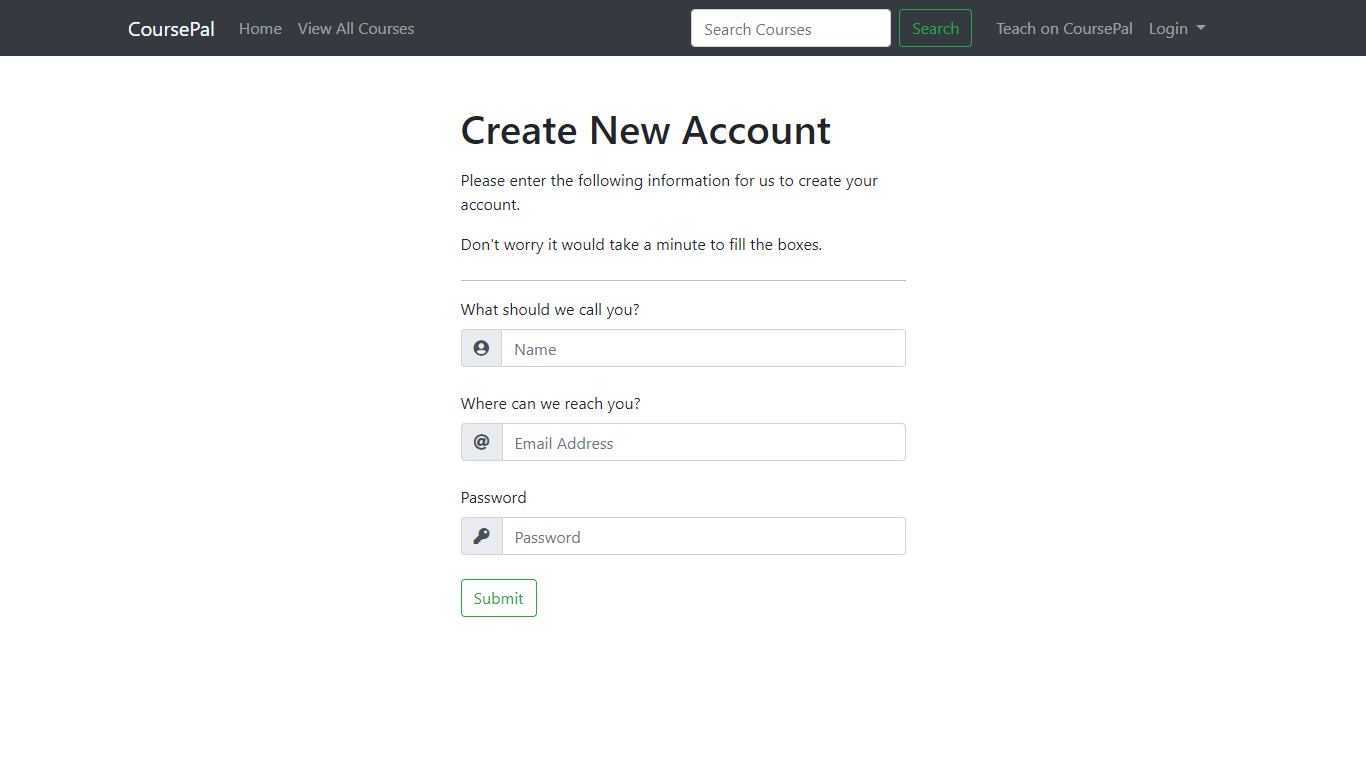 CoursePal Home View All Courses Search Courses Search Teach on CoursePal Login
Create New Account
Please enter the following information for us to create your
account.
Don't worry it would take a minute to fill the boxes.
What should we call you?
Name
Where can we reach you?
@ Email Address
Password
Password
Submit